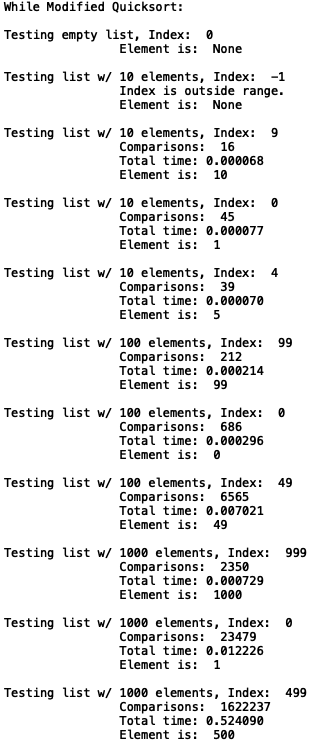 While Modified Quicksort:
Testing empty list, Index:  0
Element is:  None
Testing list w/ 10 elements, Index:  -1
Index is outside range.
Element is:  None
Testing list w/ 10 elements, Index:  9
Comparisons:  16
Total time: 0.000068
Element is:  10
Testing list w/ 10 elements, Index:  0
Comparisons:  45
Total time: 0.000077
Element is:  1
Testing list w/ 10 elements, Index:  4
Comparisons:  39
Total time: 0.000070
Element is:  5
Testing list w/ 100 elements, Index:  99
Comparisons:  212
Total time: 0.000214
Element is:  99
Testing list w/ 100 elements, Index:  0
Comparisons:  686
Total time: 0.000296
Element is:  0
Testing list w/ 100 elements, Index:  49
Comparisons:  6565
Total time: 0.007021
Element is:  49
Testing list w/ 1000 elements, Index:  999
Comparisons:  2350
Total time: 0.000729
Element is:  1000
Testing list w/ 1000 elements, Index:  0
Comparisons:  23479
Total time: 0.012226
Element is:  1
Testing list w/ 1000 elements, Index:  499
Comparisons:  1622237
Total time: 0.524090
Element is:  500